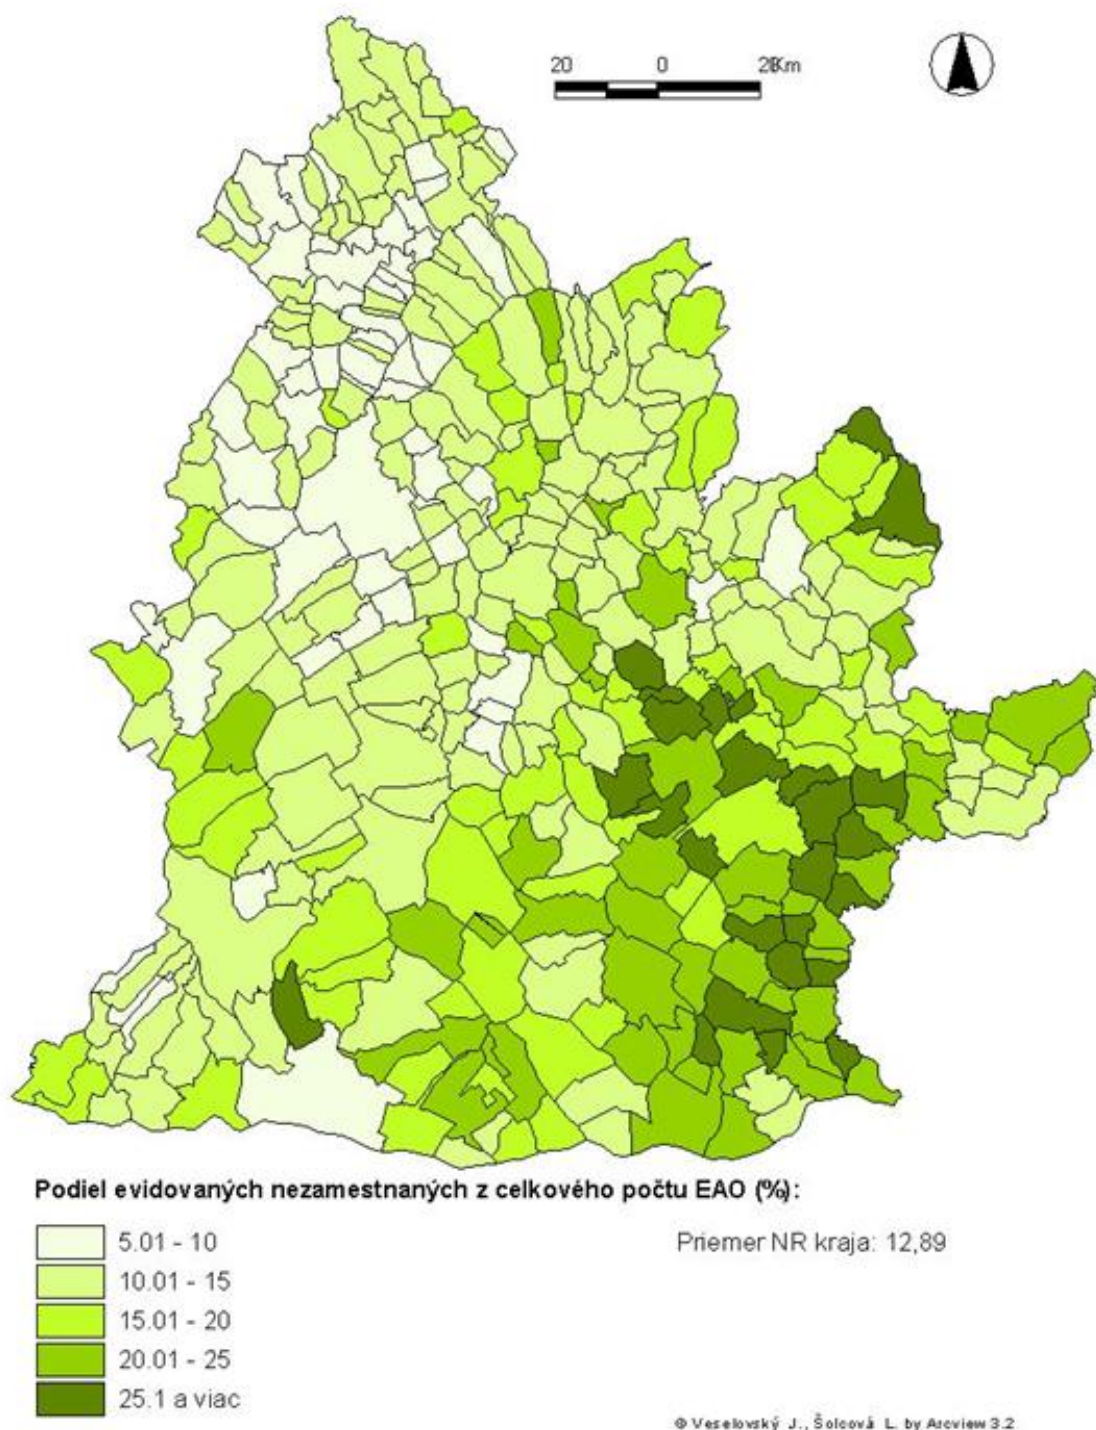 20 0 20Km
Podiel evidovaných nezamestnaných z celkového počtu EAO (%):
5.01 - 10
10.01 - 15
15.01 - 20
20.01 - 25
25.1 a viac
Priemer NR kraja: 12,89
© Veselovský J., Šolcová L. by Arcview 3.2